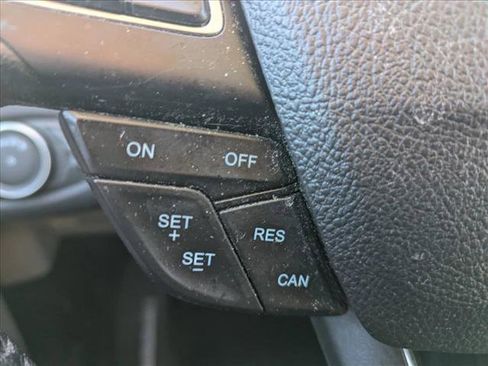 ON OFF
SET
+
RES
SET
-
CAN